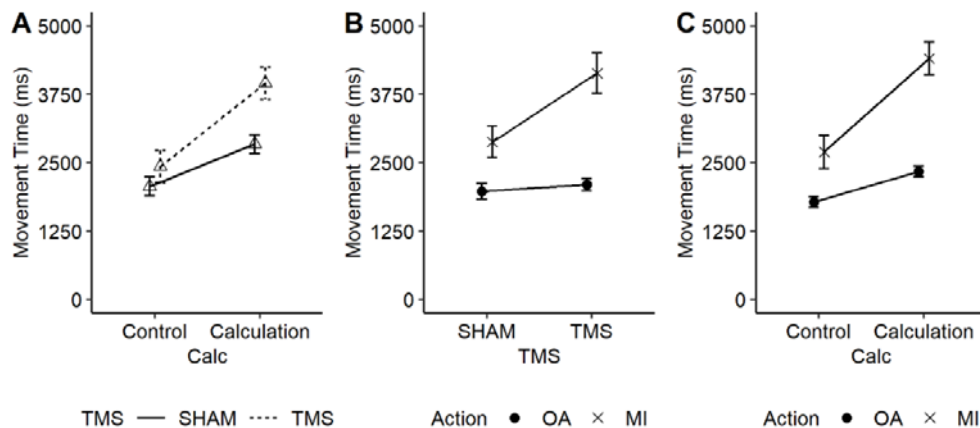 A
Movement Time (ms)
5000
3750
2500
1250
0
Control Calculation
Calc
TMS SHAM TMS
B
Movement Time (ms)
5000
3750
2500
1250
0
SHAM TMS
TMS
Action OA MI
C
Movement Time (ms)
5000
3750
2500
1250
0
Control Calculation
Calc
Action OA MI